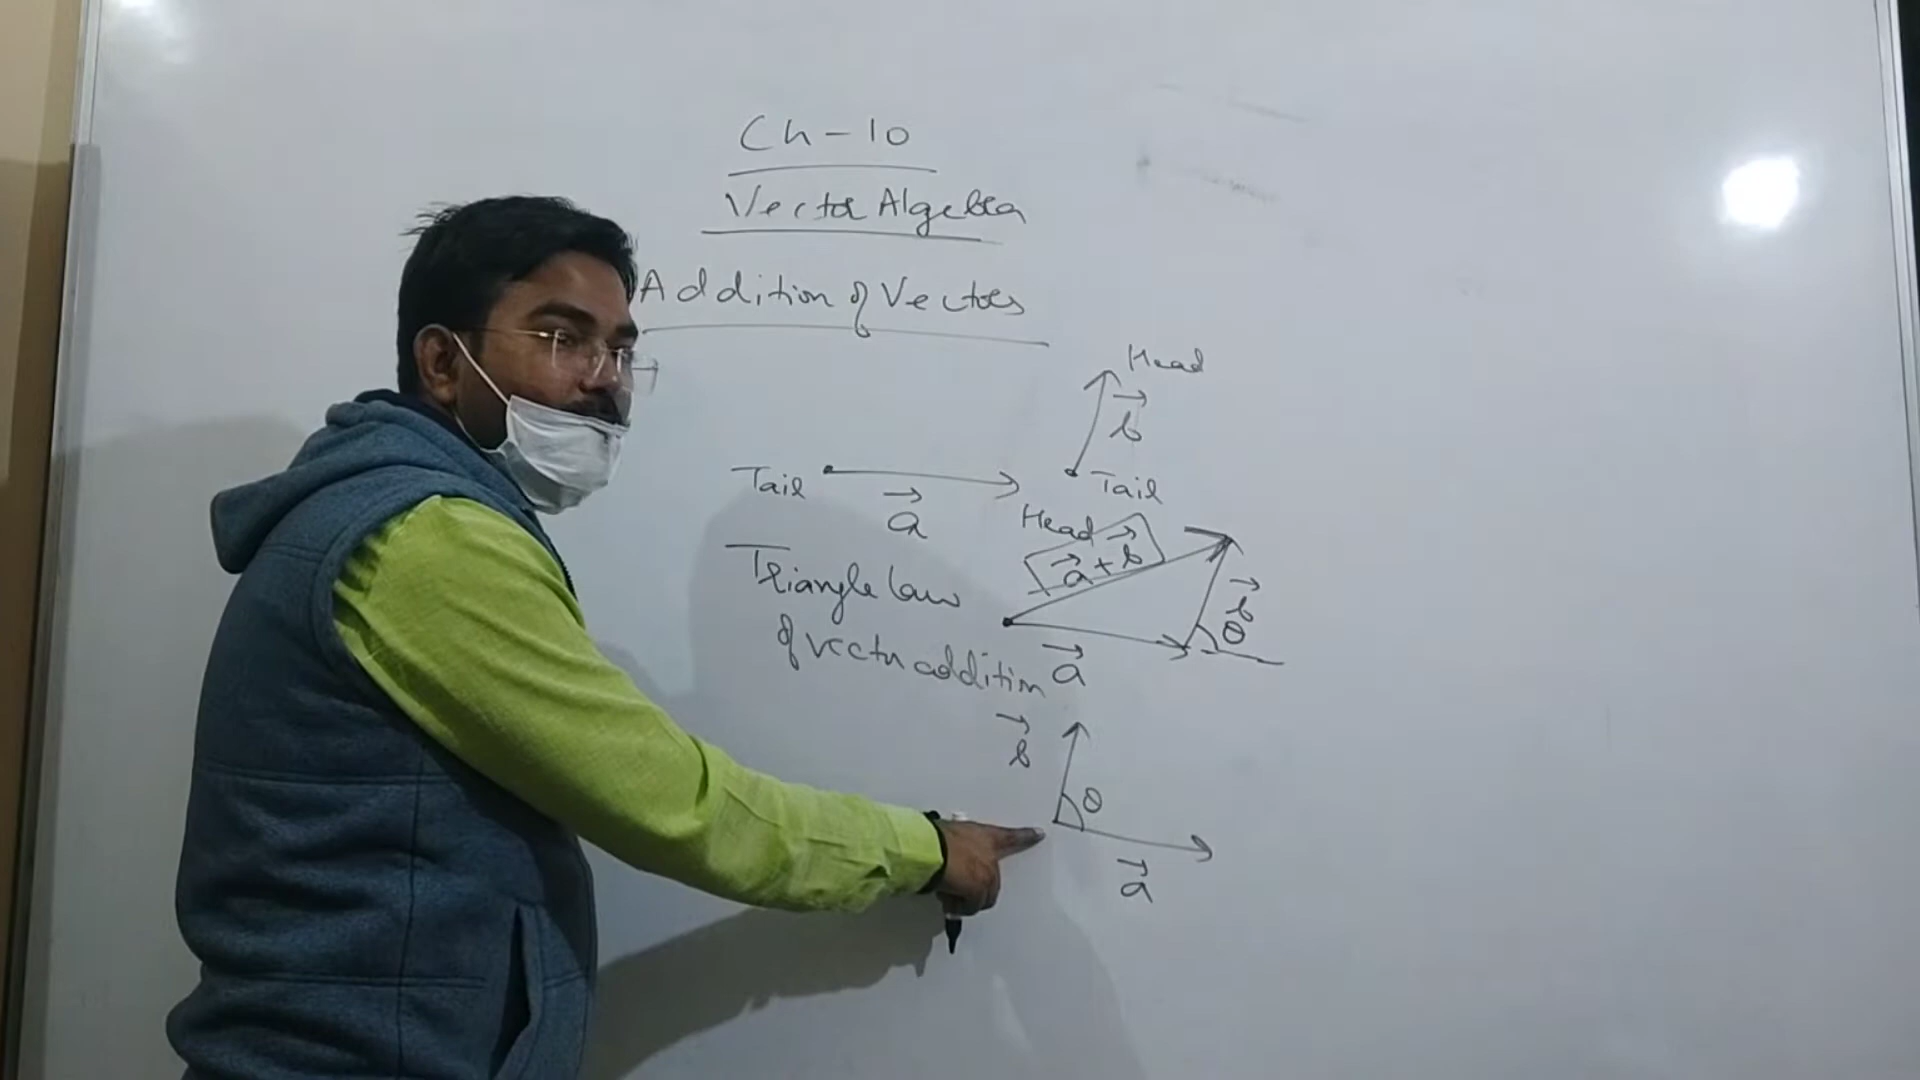 Ch-10
Vector Algebra
Addition of Vectors
Head
b⃗
Tail
Tail
a⃗
Head
a⃗ + b⃗
Triangle law
of vector addition
b⃗
θ
a⃗
b⃗
θ
a⃗